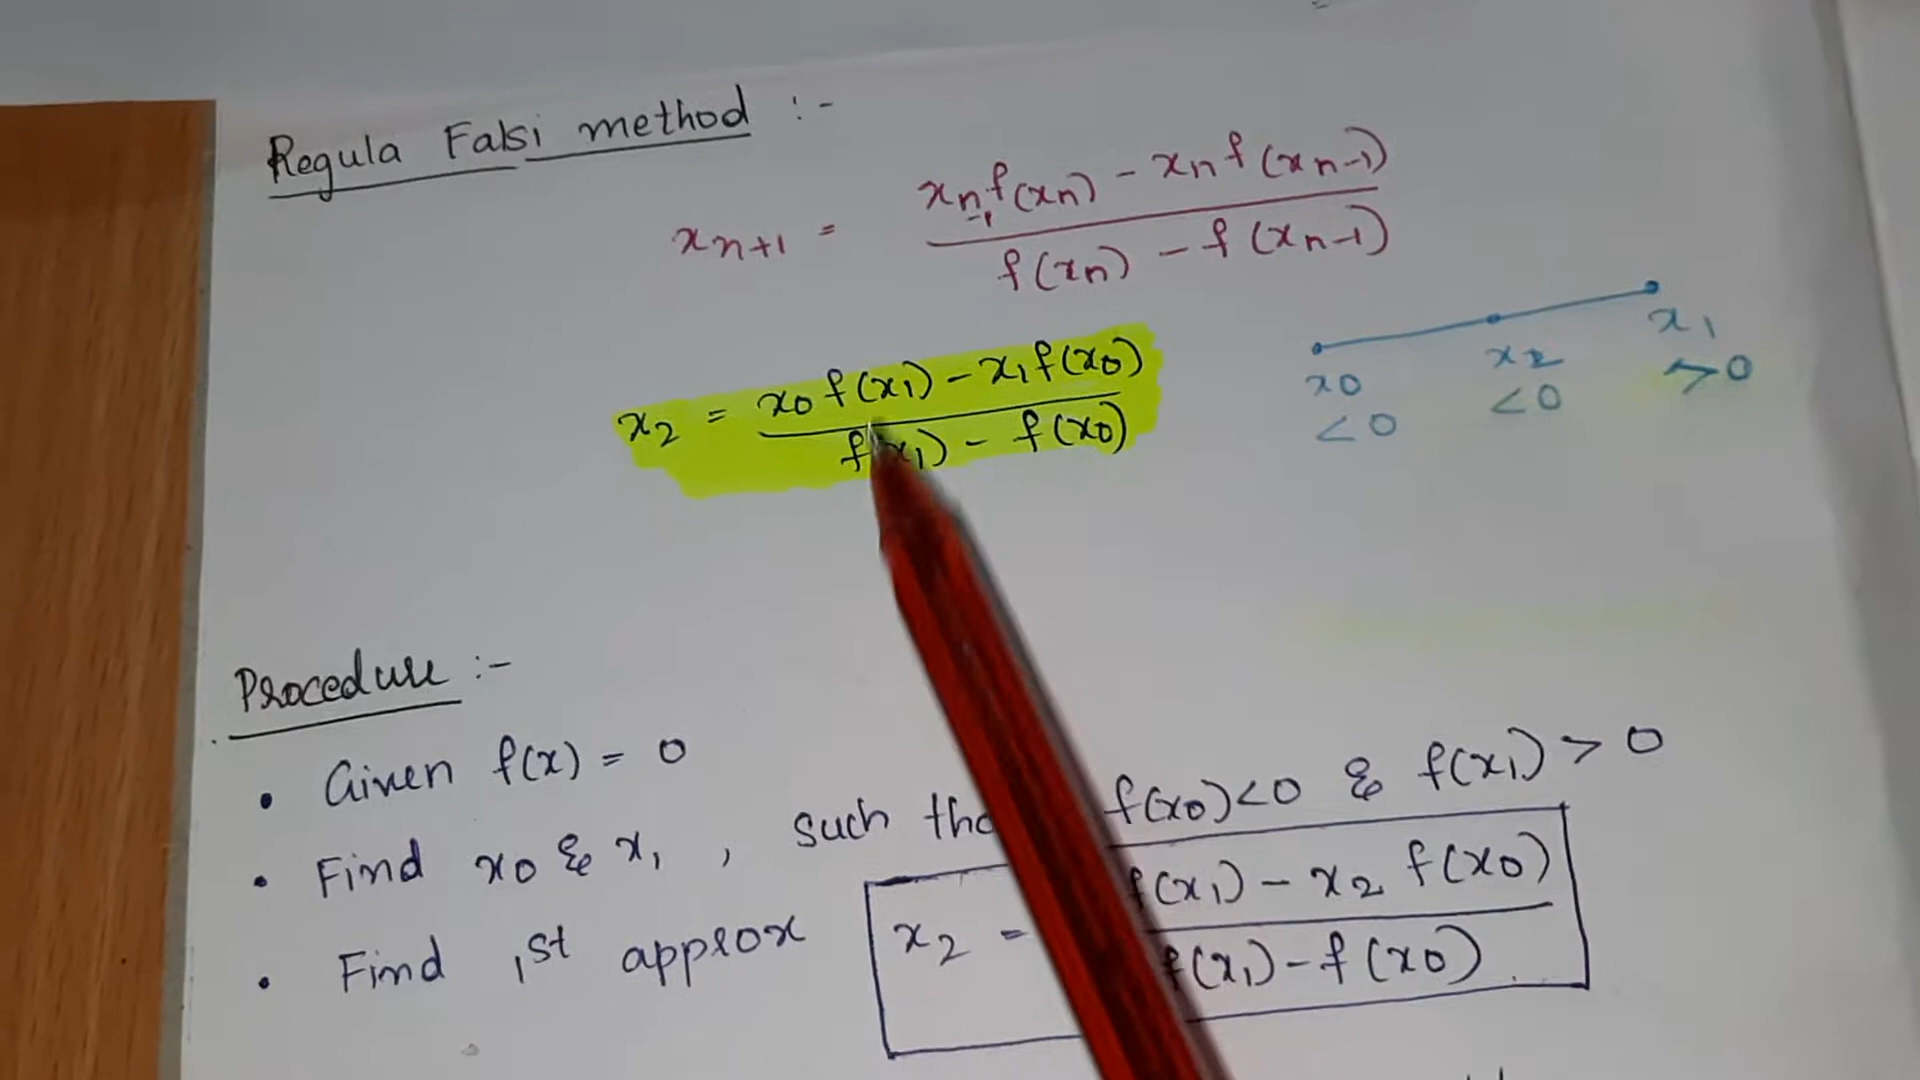 Regula Falsi method :-
xn+1 = xn-1 f(xn) - xn f(xn-1) / f(xn) - f(xn-1)
x2 = x0 f(x1) - x1 f(x0) / f(x1) - f(x0)
x0 x2 x1
<0 <0 >0
Procedure :-
• Given f(x) = 0
• Find x0 & x1 , such f(x0)<0 & f(x1) > 0
• Find 1st approx x2 = f(x1) - x2 f(x0) / f(x1) - f(x0)